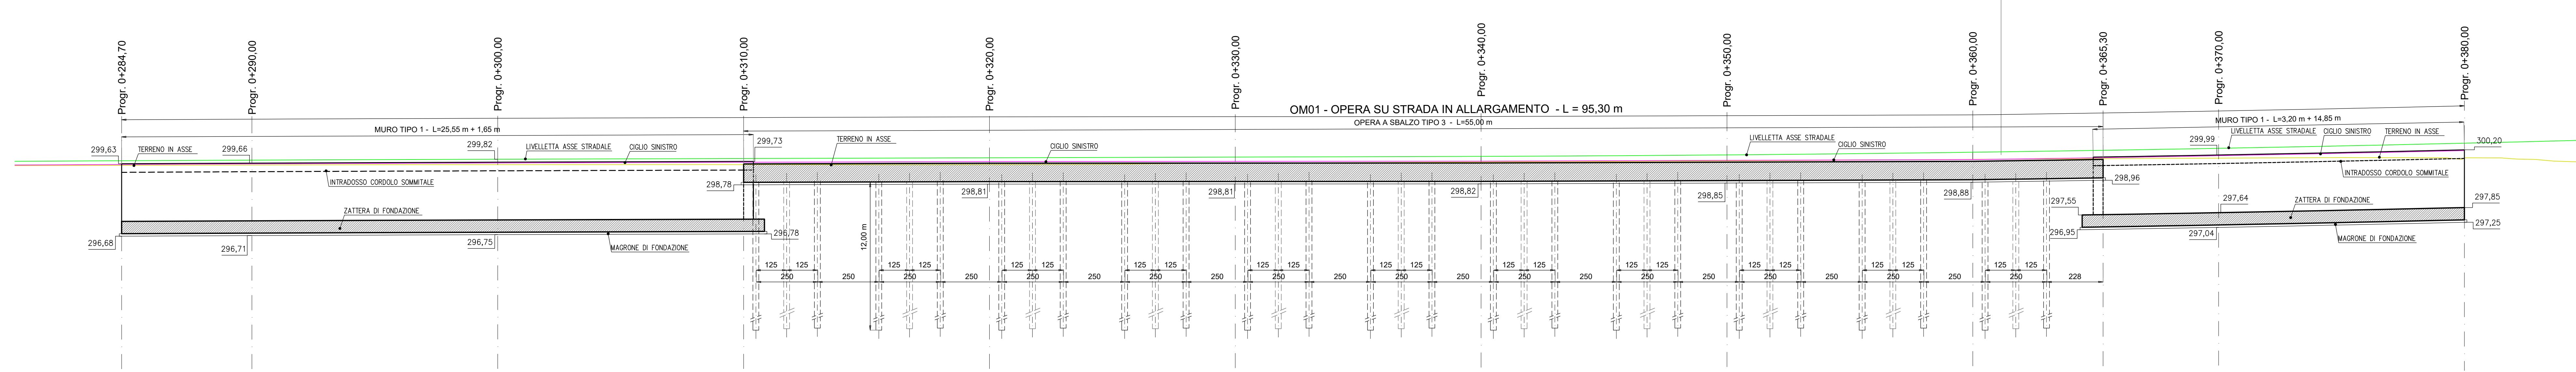 Progr. 0+284,70
Progr. 0+290,00
Progr. 0+300,00
Progr. 0+310,00
Progr. 0+320,00
Progr. 0+330,00
Progr. 0+340,00
Progr. 0+350,00
Progr. 0+360,00
Progr. 0+365,30
Progr. 0+370,00
Progr. 0+380,00
OM01 - OPERA SU STRADA IN ALLARGAMENTO - L = 95,30 m
MURO TIPO 1 - L=25,55 m + 1,65 m
OPERA A SBALZO TIPO 3 - L=55,00 m
MURO TIPO 1 - L=3,20 m + 14,85 m
299,63
TERRENO IN ASSE
299,66
299,82
LIVELLETTA ASSE STRADALE
CIGLIO SINISTRO
299,73
TERRENO IN ASSE
CIGLIO SINISTRO
LIVELLETTA ASSE STRADALE
CIGLIO SINISTRO
299,99
LIVELLETTA ASSE STRADALE
CIGLIO SINISTRO
TERRENO IN ASSE
300,20
INTRADOSSO CORDOLO SOMMITALE
298,78
298,81
298,81
298,82
298,85
298,88
298,96
INTRADOSSO CORDOLO SOMMITALE
ZATTERA DI FONDAZIONE
297,55
297,64
ZATTERA DI FONDAZIONE
297,85
296,68
296,71
296,75
MAGRONE DI FONDAZIONE
296,78
12,00 m
296,95
297,04
MAGRONE DI FONDAZIONE
297,25
125 125 125 125 125 125 125 125 125 125 125 125 125 125 125 125 125 125 125 125 125 125
250 250 250 250 250 250 250 250 250 250 250 250 250 250 250 250 250 250 250 250 250 228